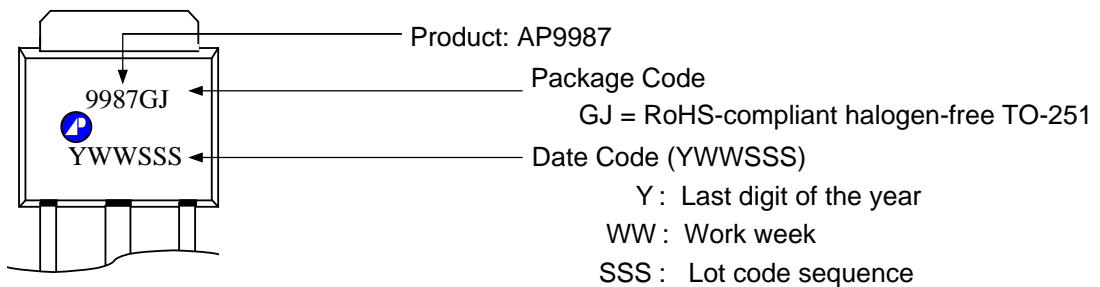 Product: AP9987
9987GJ
Package Code
GJ = RoHS-compliant halogen-free TO-251
AP
YWWSSS
Date Code (YWWSSS)
Y : Last digit of the year
WW : Work week
SSS : Lot code sequence